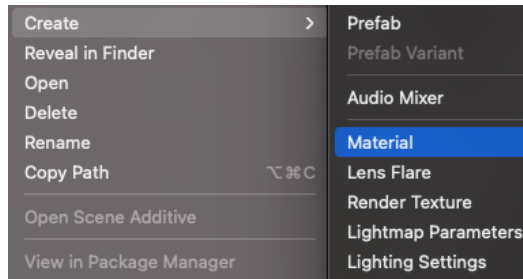 Create
Reveal in Finder
Open
Delete
Rename
Copy Path ⌥⌘C
Open Scene Additive
View in Package Manager
Prefab
Prefab Variant
Audio Mixer
Material
Lens Flare
Render Texture
Lightmap Parameters
Lighting Settings